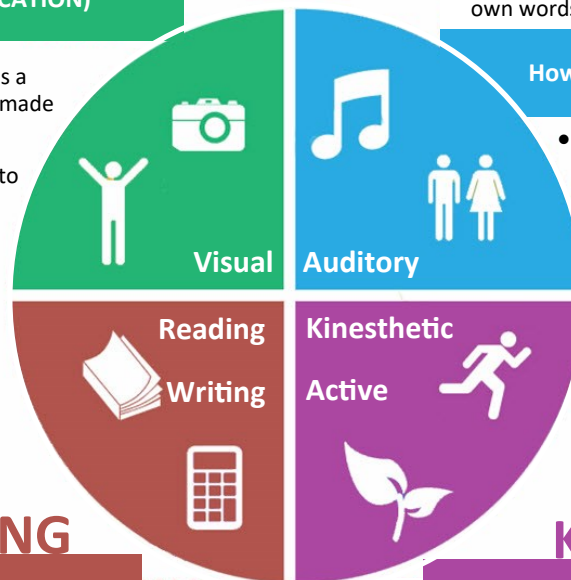 CATION)
own words
How
s a
made
•
to
Visual
Auditory
Reading
Kinesthetic
Writing
Active
NG
K